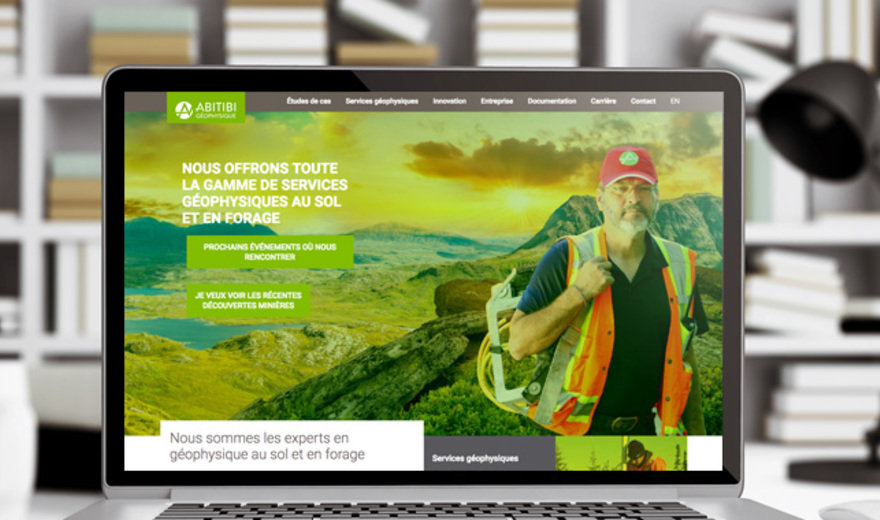 ABITIBI
GÉOPHYSIQUE
Études de cas Services géophysiques Innovation Entreprise Documentation Carrière Contact EN
NOUS OFFRONS TOUTE
LA GAMME DE SERVICES
GÉOPHYSIQUES AU SOL
ET EN FORAGE
PROCHAINS ÉVÉNEMENTS OÙ NOUS
RENCONTRER
JE VEUX VOIR LES RÉCENTES
DÉCOUVERTES MINIÈRES
Nous sommes les experts en
géophysique au sol et en forage
Services géophysiques